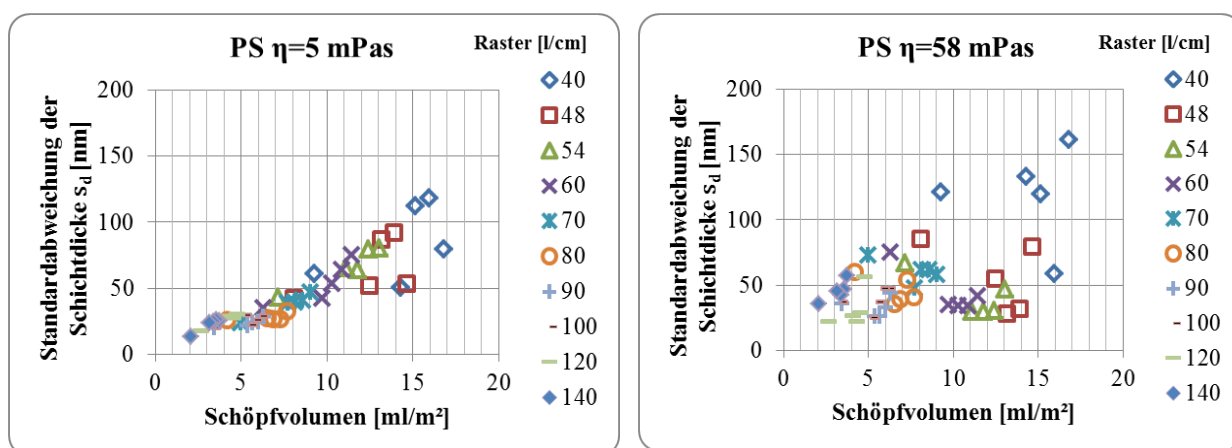 PS η=5 mPas
Raster [l/cm]
Standardabweichung der
Schichtdicke s_d [nm]
200
150
100
50
0
0 5 10 15 20
Schöpfvolumen [ml/m²]
40
48
54
60
70
80
90
100
120
140
PS η=58 mPas
Raster [l/cm]
Standardabweichung der
Schichtdicke s_d [nm]
200
150
100
50
0
0 5 10 15 20
Schöpfvolumen [ml/m²]
40
48
54
60
70
80
90
100
120
140